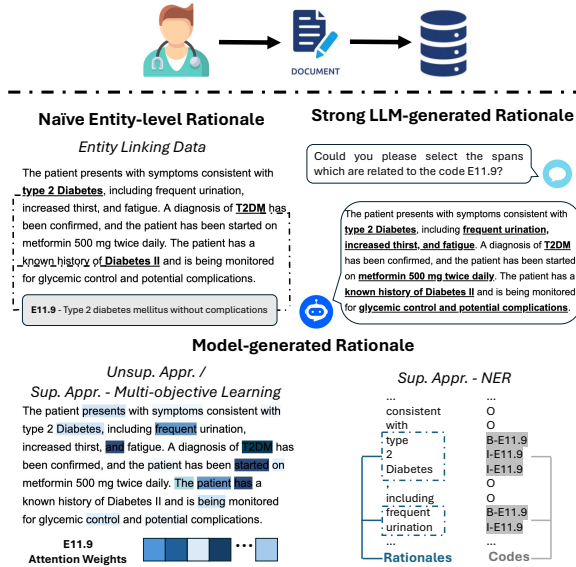 DOCUMENT
Naïve Entity-level Rationale
Entity Linking Data
The patient presents with symptoms consistent with
type 2 Diabetes, including frequent urination,
increased thirst, and fatigue. A diagnosis of T2DM has
been confirmed, and the patient has been started on
metformin 500 mg twice daily. The patient has a
known history of Diabetes II and is being monitored
for glycemic control and potential complications.
E11.9 - Type 2 diabetes mellitus without complications
Strong LLM-generated Rationale
Could you please select the spans
which are related to the code E11.9?
The patient presents with symptoms consistent with
type 2 Diabetes, including frequent urination,
increased thirst, and fatigue. A diagnosis of T2DM
has been confirmed, and the patient has been started
on metformin 500 mg twice daily. The patient has a
known history of Diabetes II and is being monitored
for glycemic control and potential complications.
Model-generated Rationale
Unsup. Appr. /
Sup. Appr. - Multi-objective Learning
The patient presents with symptoms consistent with
type 2 Diabetes, including frequent urination,
increased thirst, and fatigue. A diagnosis of T2DM has
been confirmed, and the patient has been started on
metformin 500 mg twice daily. The patient has a
known history of Diabetes II and is being monitored
for glycemic control and potential complications.
E11.9
Attention Weights
...
Sup. Appr. - NER
... ...
consistent O
with O
type B-E11.9
2 I-E11.9
Diabetes I-E11.9
, O
including O
frequent B-E11.9
urination I-E11.9
... ...
Rationales Codes